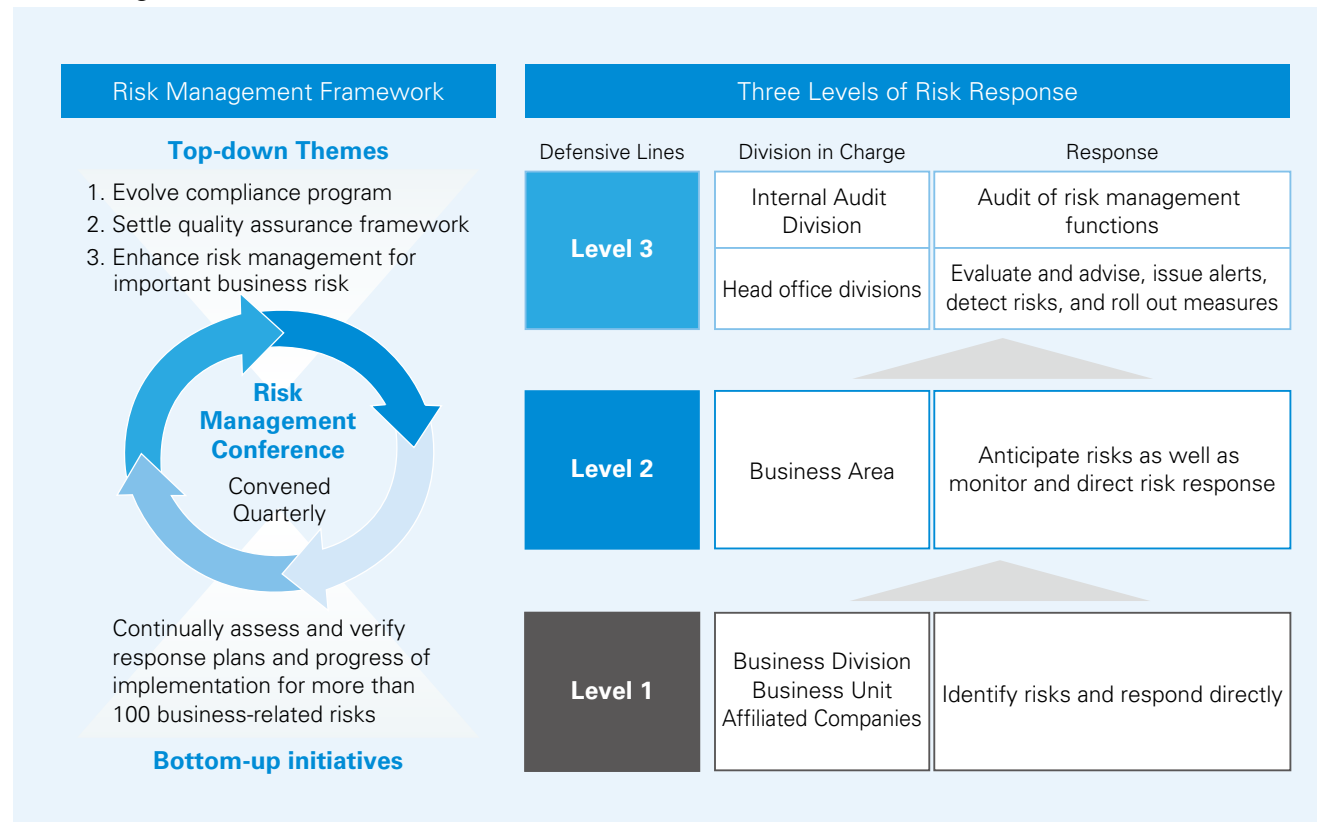 Risk Management Framework
Top-down Themes
1. Evolve compliance program
2. Settle quality assurance framework
3. Enhance risk management for
important business risk
Risk
Management
Conference
Convened
Quarterly
Continually assess and verify
response plans and progress of
implementation for more than
100 business-related risks
Bottom-up initiatives
Three Levels of Risk Response
Defensive Lines
Division in Charge
Response
Level 3
Internal Audit
Division
Audit of risk management
functions
Head office divisions
Evaluate and advise, issue alerts,
detect risks, and roll out measures
Level 2
Business Area
Anticipate risks as well as
monitor and direct risk response
Level 1
Business Division
Business Unit
Affiliated Companies
Identify risks and respond directly